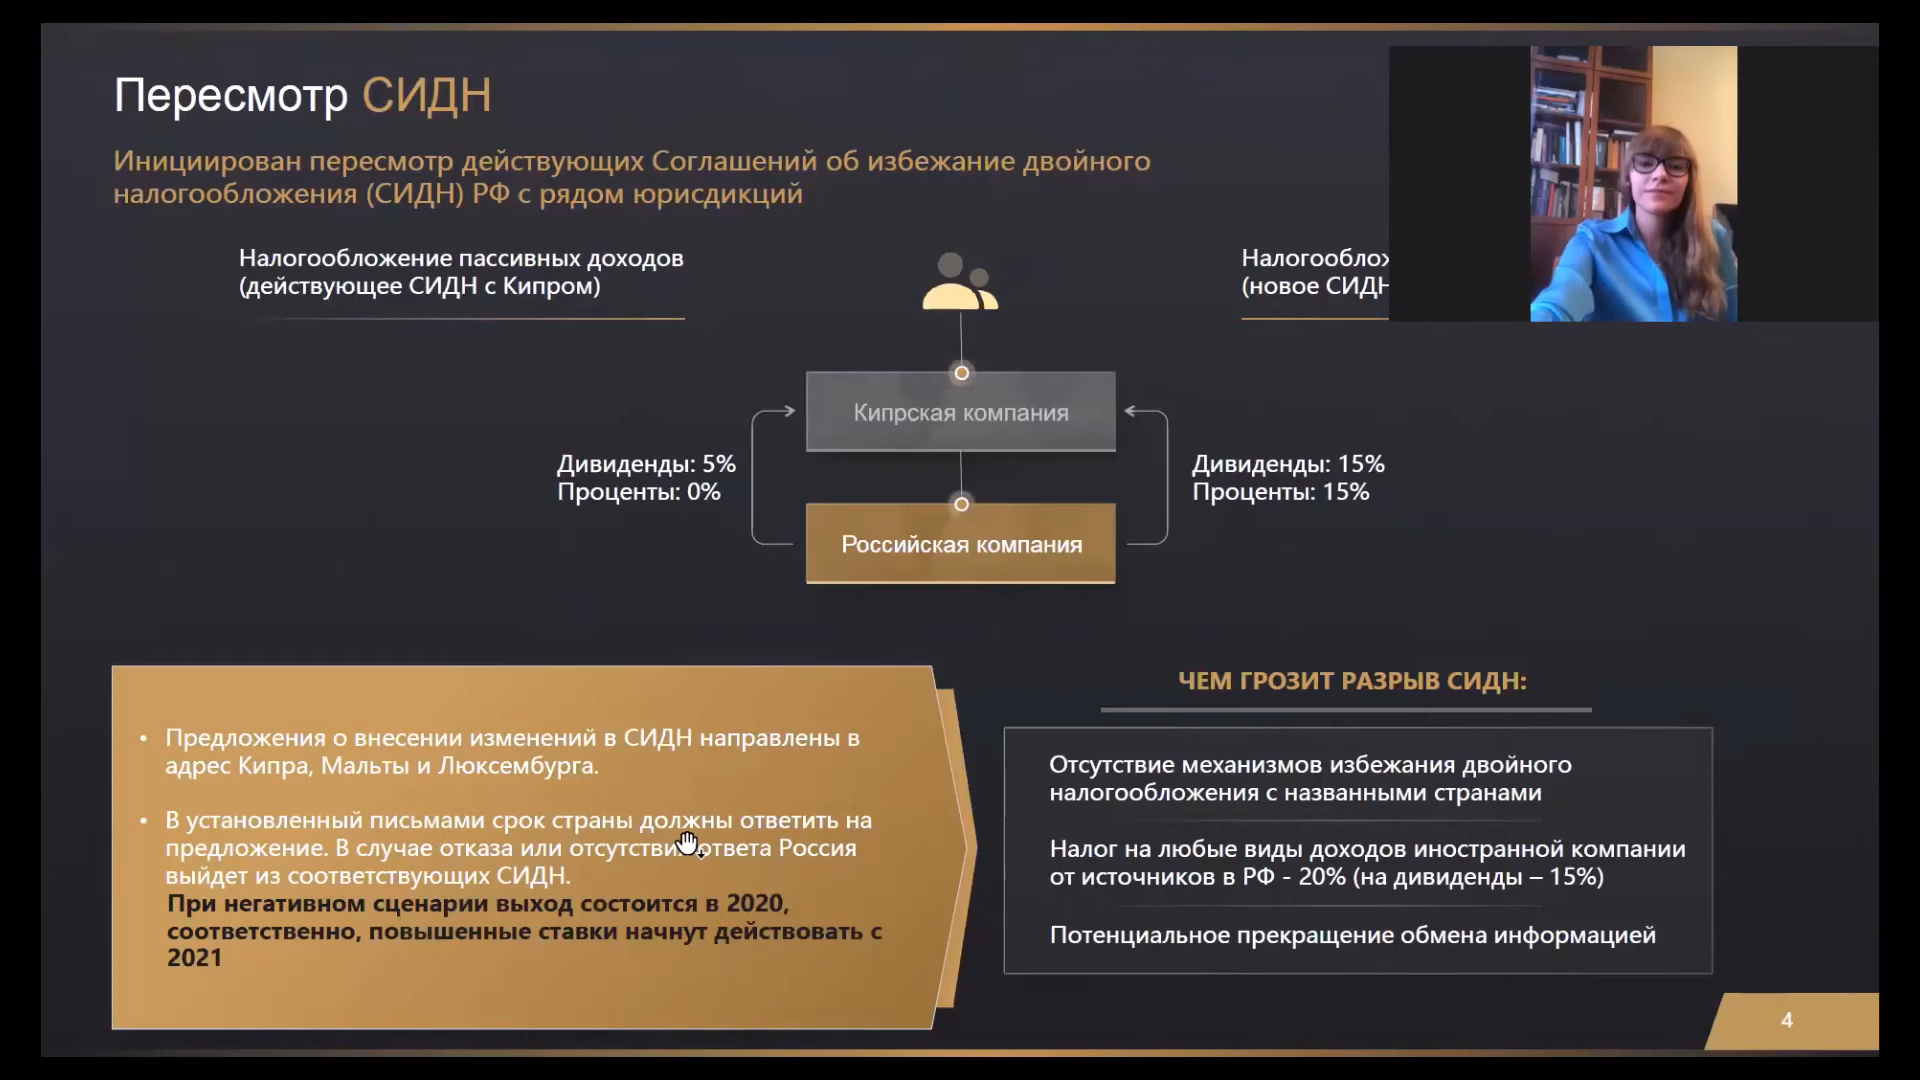 Пересмотр СИДН
Инициирован пересмотр действующих Соглашений об избежание двойного
налогообложения (СИДН) РФ с рядом юрисдикций
Налогообложение пассивных доходов
(действующее СИДН с Кипром)
(новое СИДН
Кипрская компания
Дивиденды: 5%
Проценты: 0%
Дивиденды: 15%
Проценты: 15%
Российская компания
• Предложения о внесении изменений в СИДН направлены в
адрес Кипра, Мальты и Люксембурга.
• В установленный письмами срок страны должны ответить на
предложение. В случае отказа или отсутствия ответа Россия
выйдет из соответствующих СИДН.
При негативном сценарии выход состоится в 2020,
соответственно, повышенные ставки начнут действовать с
2021
ЧЕМ ГРОЗИТ РАЗРЫВ СИДН:
Отсутствие механизмов избежания двойного
налогообложения с названными странами
Налог на любые виды доходов иностранной компании
от источников в РФ - 20% (на дивиденды – 15%)
Потенциальное прекращение обмена информацией
4